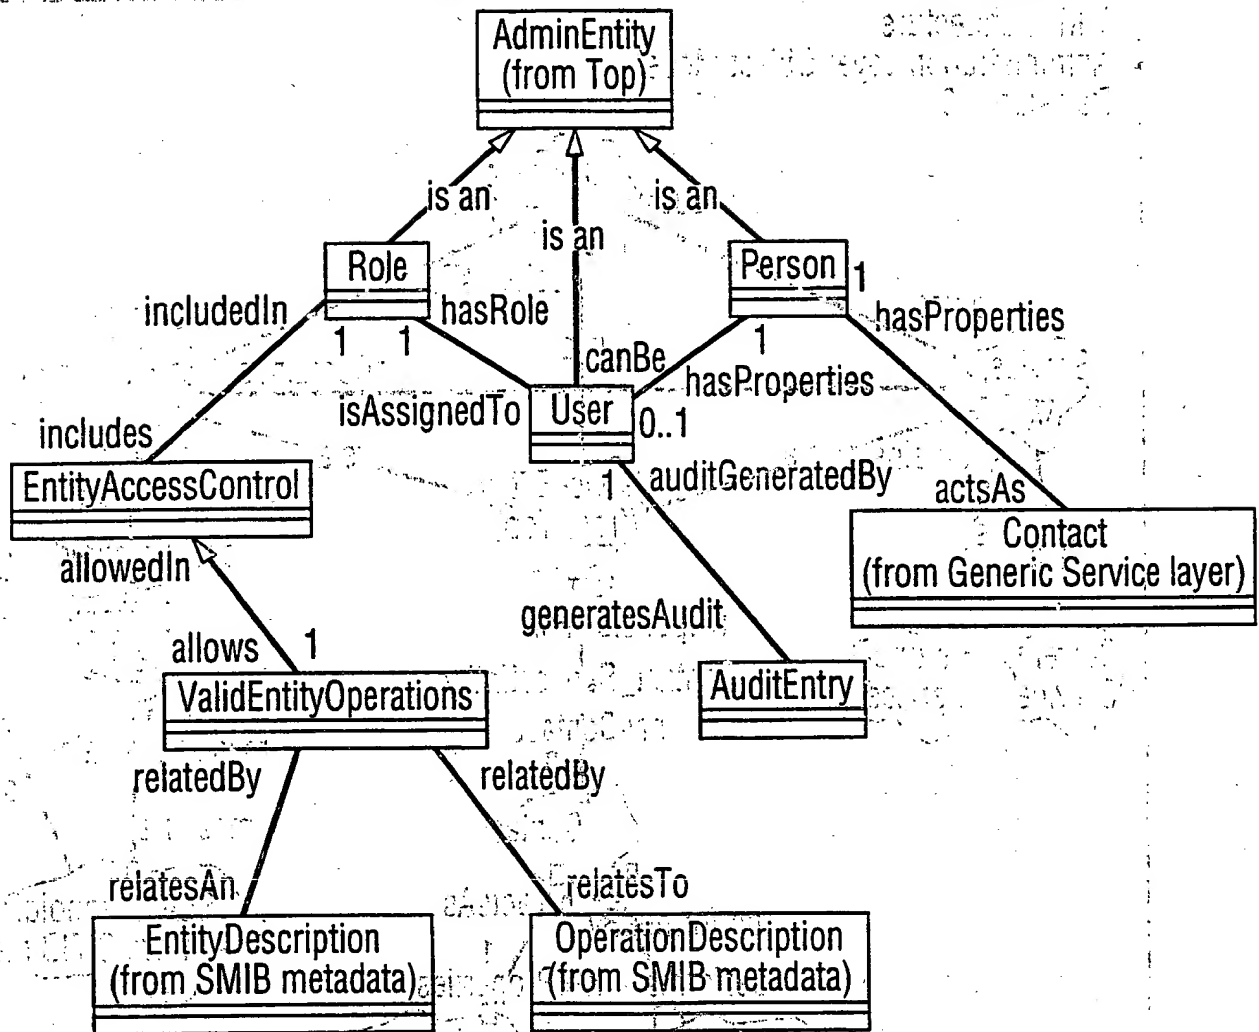 AdminEntity
(from Top)
is an
is an
is an
Role
Person
1
includedIn
hasRole
hasProperties
1
1
1
canBe
hasProperties
isAssignedTo
User
0..1
includes
EntityAccessControl
1
auditGeneratedBy
actsAs
Contact
(from Generic Service layer)
allowedIn
generatesAudit
allows
1
ValidEntityOperations
AuditEntry
relatedBy
relatedBy
relatesAn
relatesTo
EntityDescription
(from SMIB metadata)
OperationDescription
(from SMIB metadata)